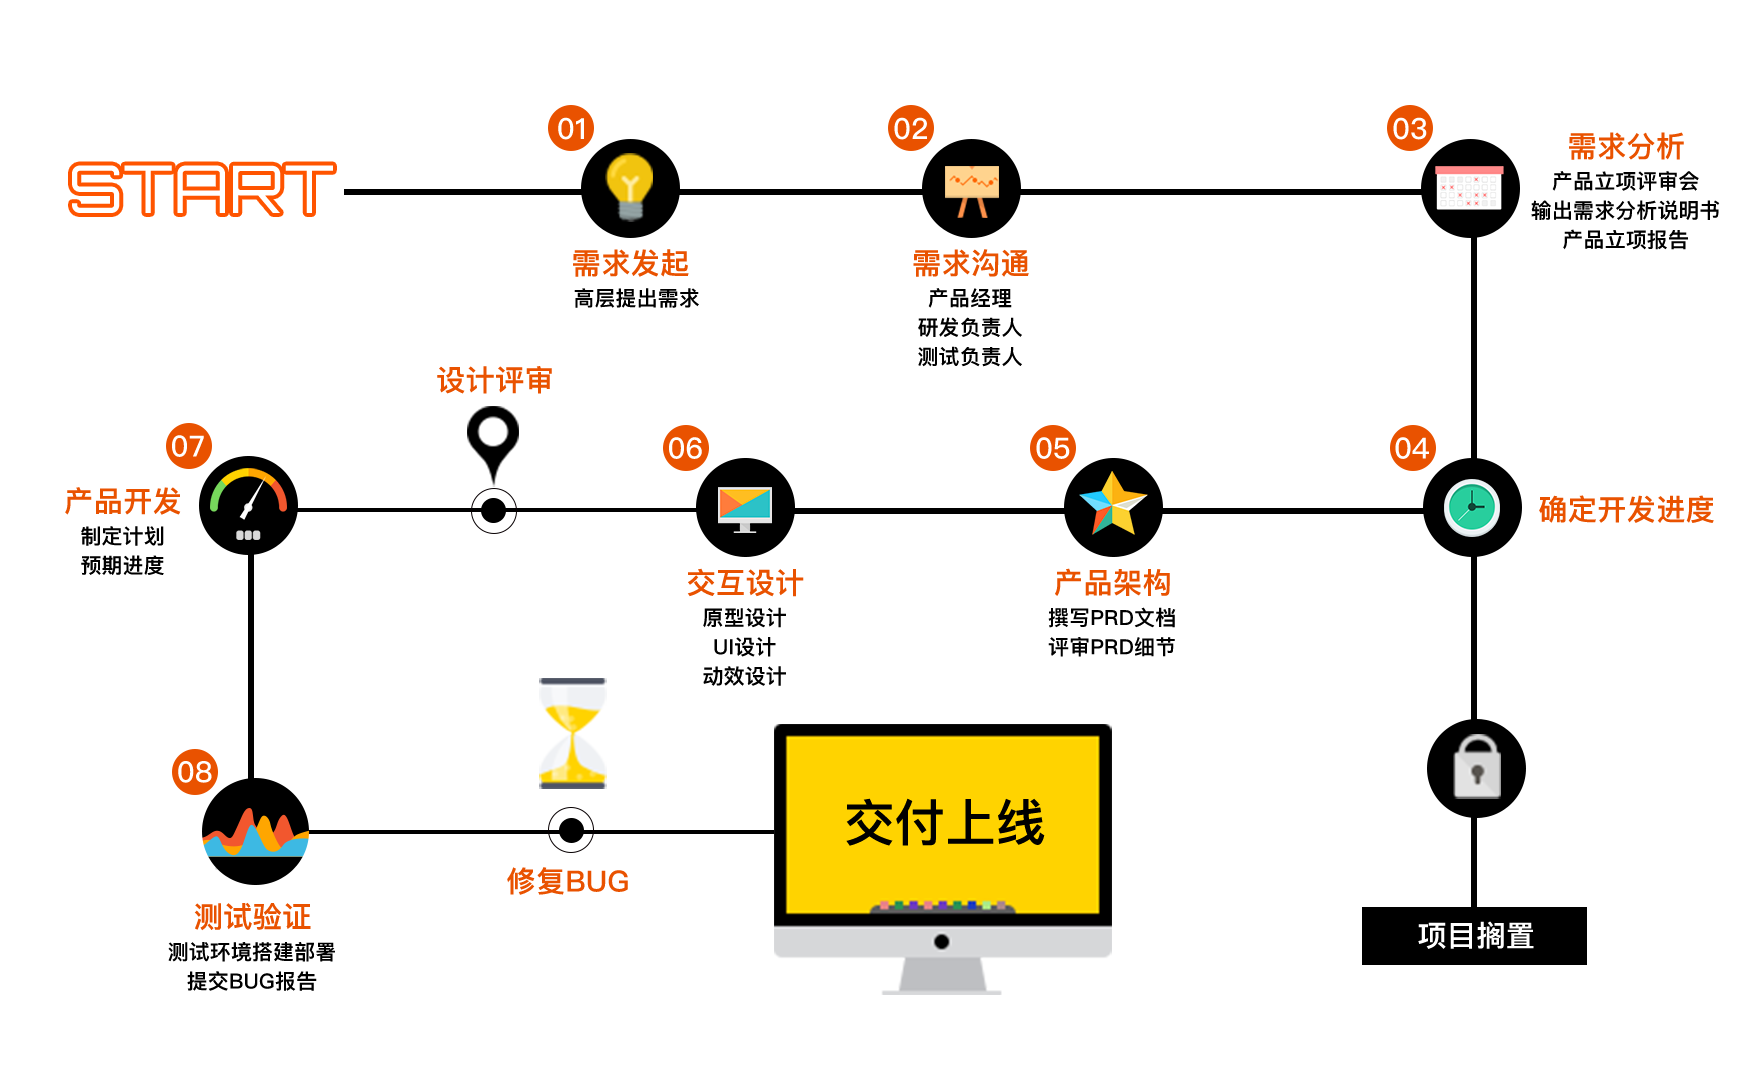 START
01
需求发起
高层提出需求
02
需求沟通
产品经理
研发负责人
测试负责人
03
需求分析
产品立项评审会
输出需求分析说明书
产品立项报告
04
确定开发进度
05
产品架构
撰写PRD文档
评审PRD细节
06
交互设计
原型设计
UI设计
动效设计
设计评审
07
产品开发
制定计划
预期进度
08
测试验证
测试环境搭建部署
提交BUG报告
修复BUG
交付上线
项目搁置